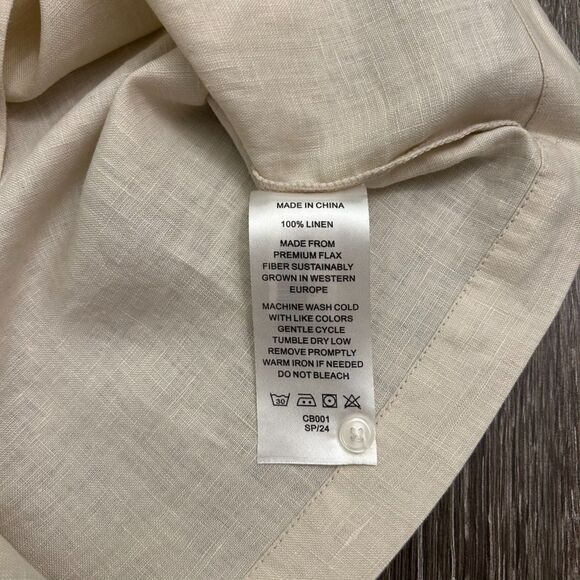 MADE IN CHINA
100% LINEN
MADE FROM
PREMIUM FLAX
FIBER SUSTAINABLY
GROWN IN WESTERN
EUROPE
MACHINE WASH COLD
WITH LIKE COLORS
GENTLE CYCLE
TUMBLE DRY LOW
REMOVE PROMPTLY
WARM IRON IF NEEDED
DO NOT BLEACH
30
CB001
SP/24